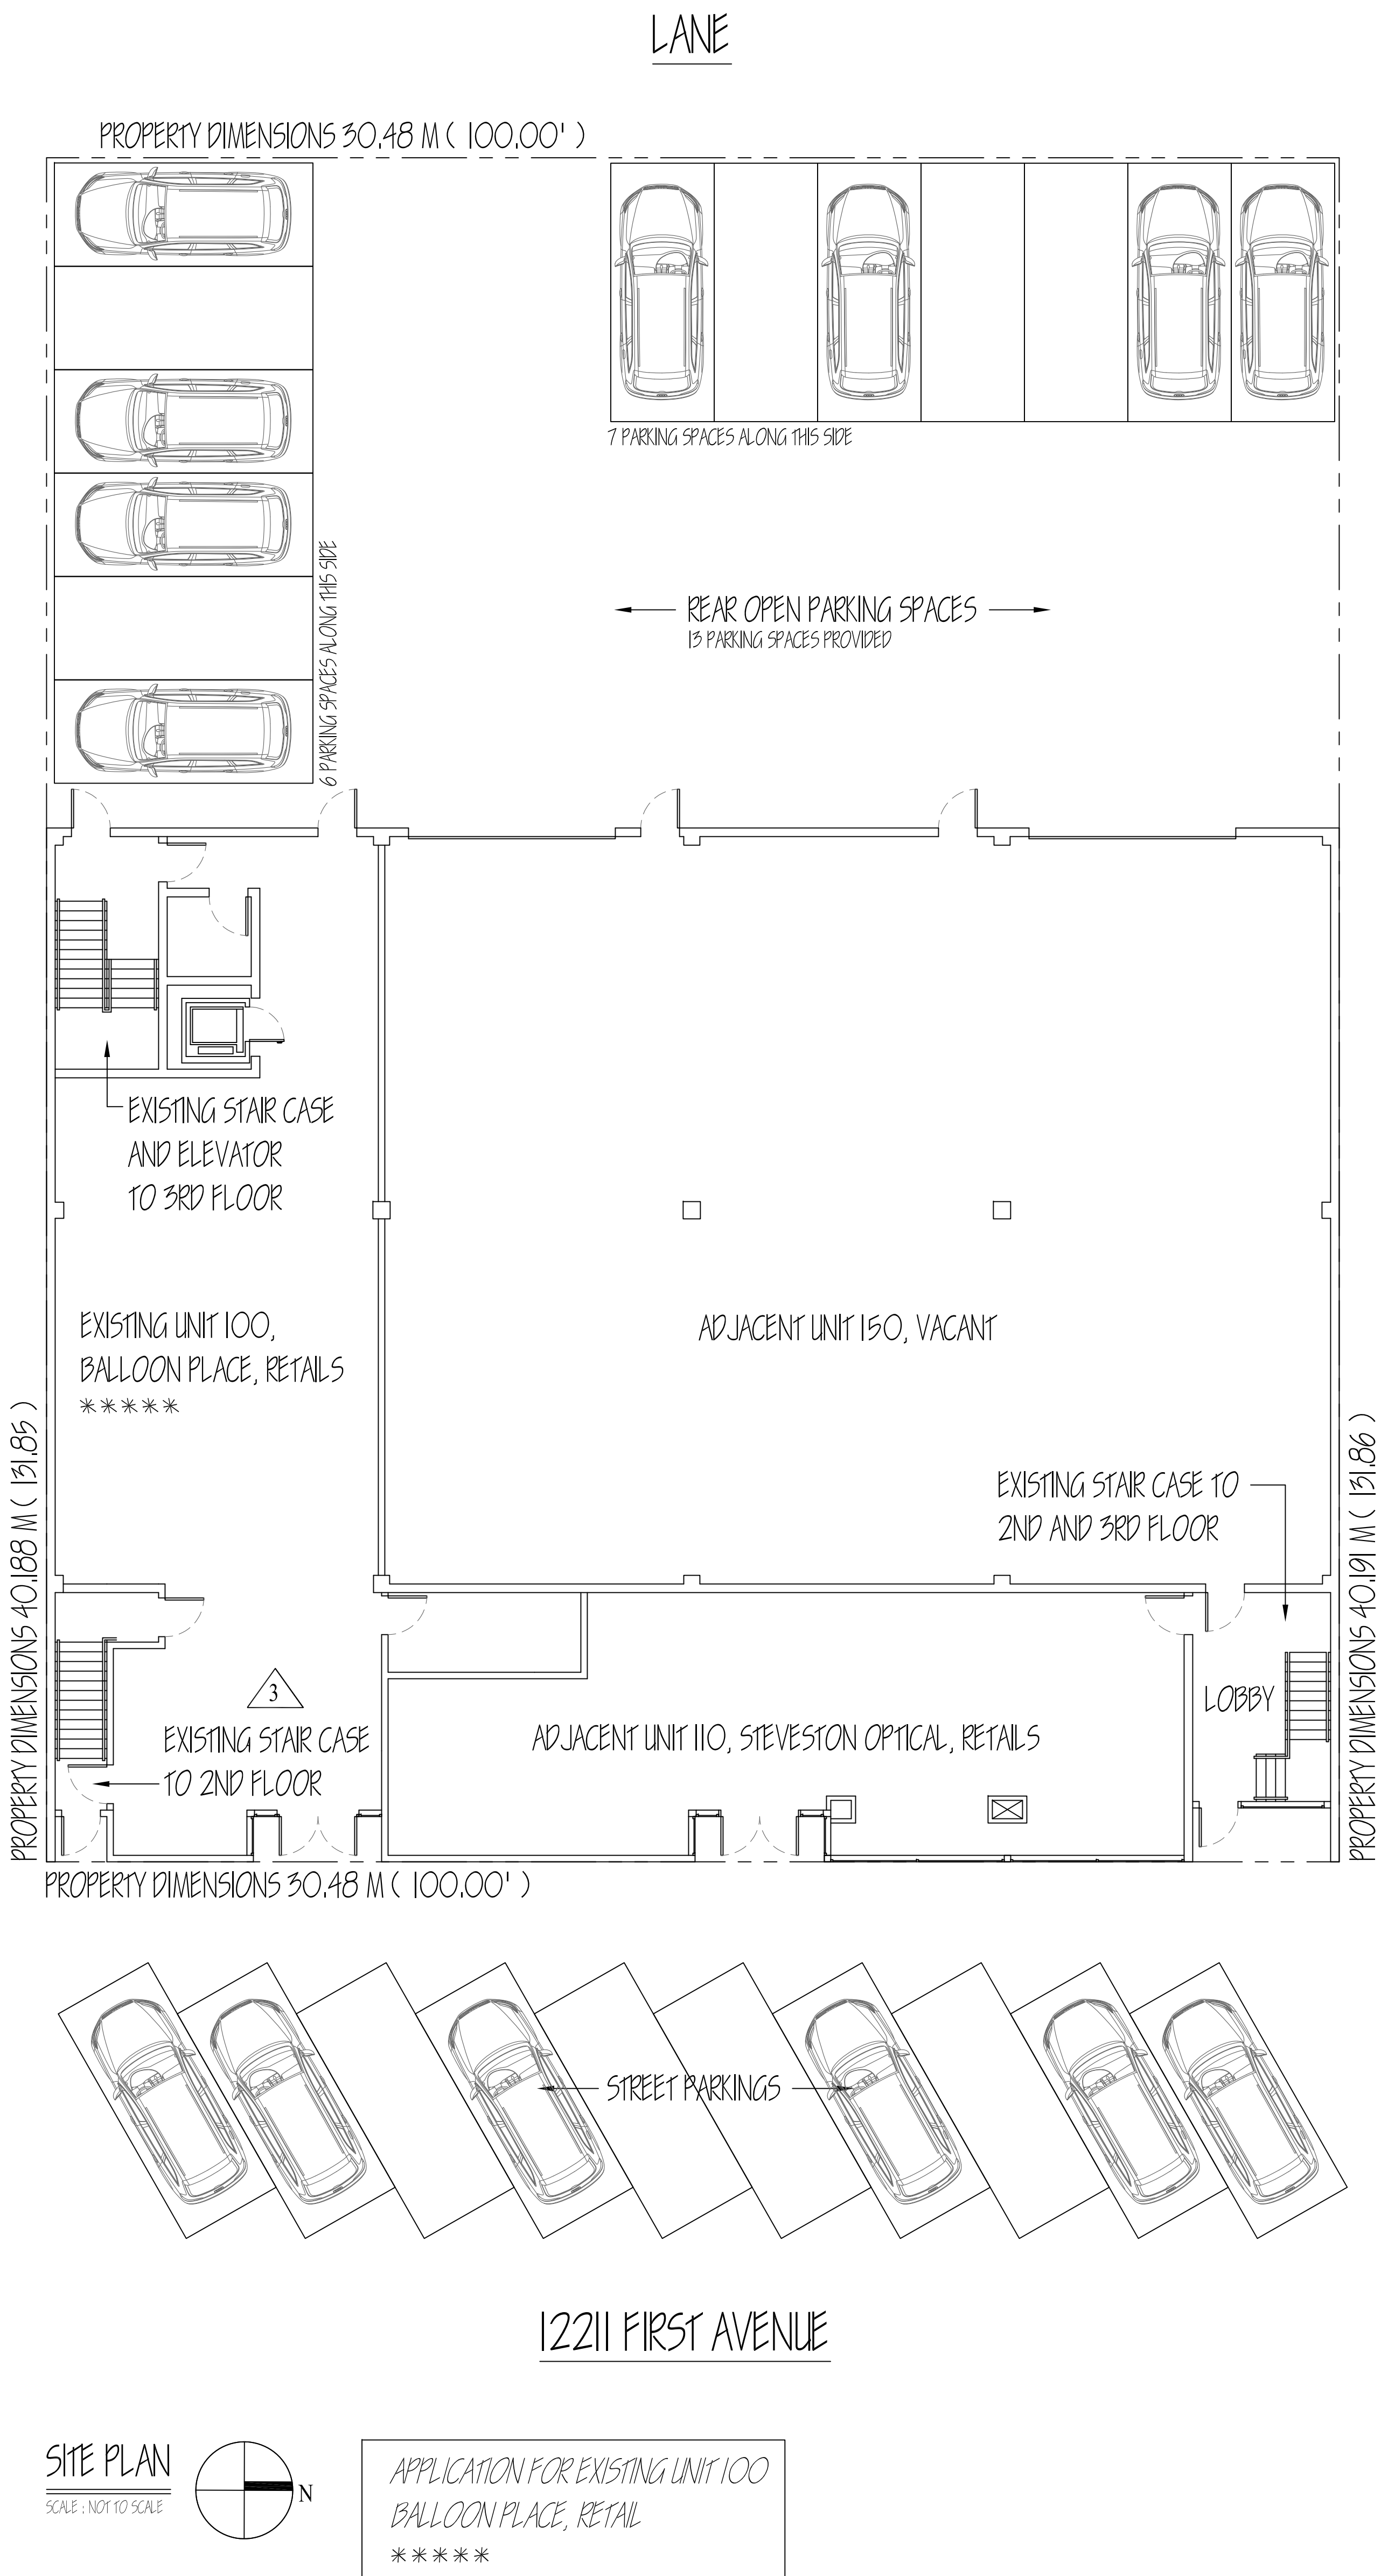 LANE
PROPERTY DIMENSIONS 30.48 M ( 100.00' )
7 PARKING SPACES ALONG THIS SIDE
6 PARKING SPACES ALONG THIS SIDE
REAR OPEN PARKING SPACES
13 PARKING SPACES PROVIDED
EXISTING STAIR CASE
AND ELEVATOR
TO 3RD FLOOR
EXISTING UNIT 100,
BALLOON PLACE, RETAILS
*****
ADJACENT UNIT 150, VACANT
PROPERTY DIMENSIONS 40.188 M ( 131.85 )
PROPERTY DIMENSIONS 40.191 M ( 131.86 )
EXISTING STAIR CASE TO
2ND AND 3RD FLOOR
LOBBY
3
EXISTING STAIR CASE
TO 2ND FLOOR
ADJACENT UNIT 110, STEVESTON OPTICAL, RETAILS
PROPERTY DIMENSIONS 30.48 M ( 100.00' )
STREET PARKINGS
12211 FIRST AVENUE
SITE PLAN
SCALE : NOT TO SCALE
N
APPLICATION FOR EXISTING UNIT 100
BALLOON PLACE, RETAIL
*****